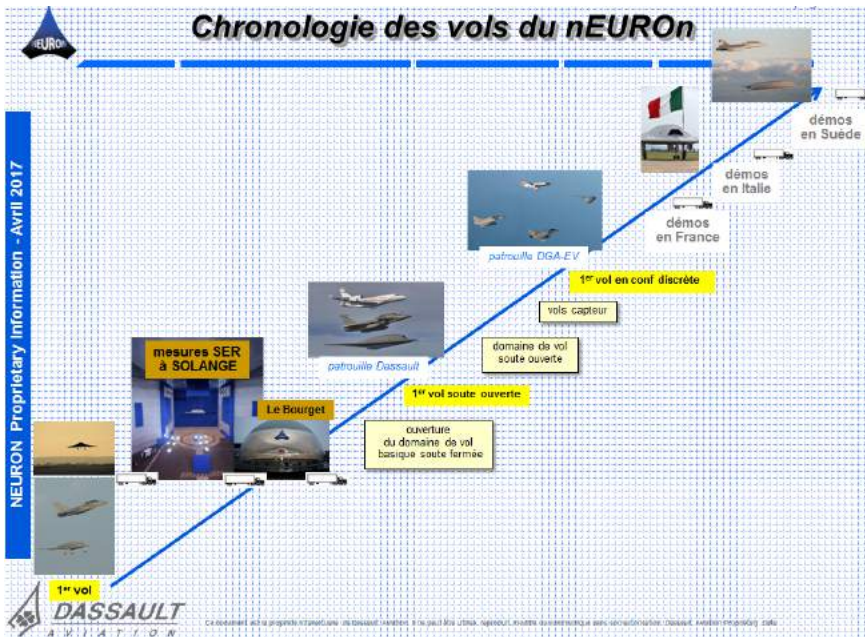 nEUROn
Chronologie des vols du nEUROn
NEURON Proprietary Information - Avril 2017
démos
en Suède
démos
en Italie
démos
en France
patrouille DGA-EV
1er vol en conf discrète
vols capteur
domaine de vol
soute ouverte
mesures SER
à SOLANGE
patrouille Dassault
1er vol soute ouverte
Le Bourget
ouverture
du domaine de vol
basique soute fermée
1er vol
DASSAULT
AVIATION